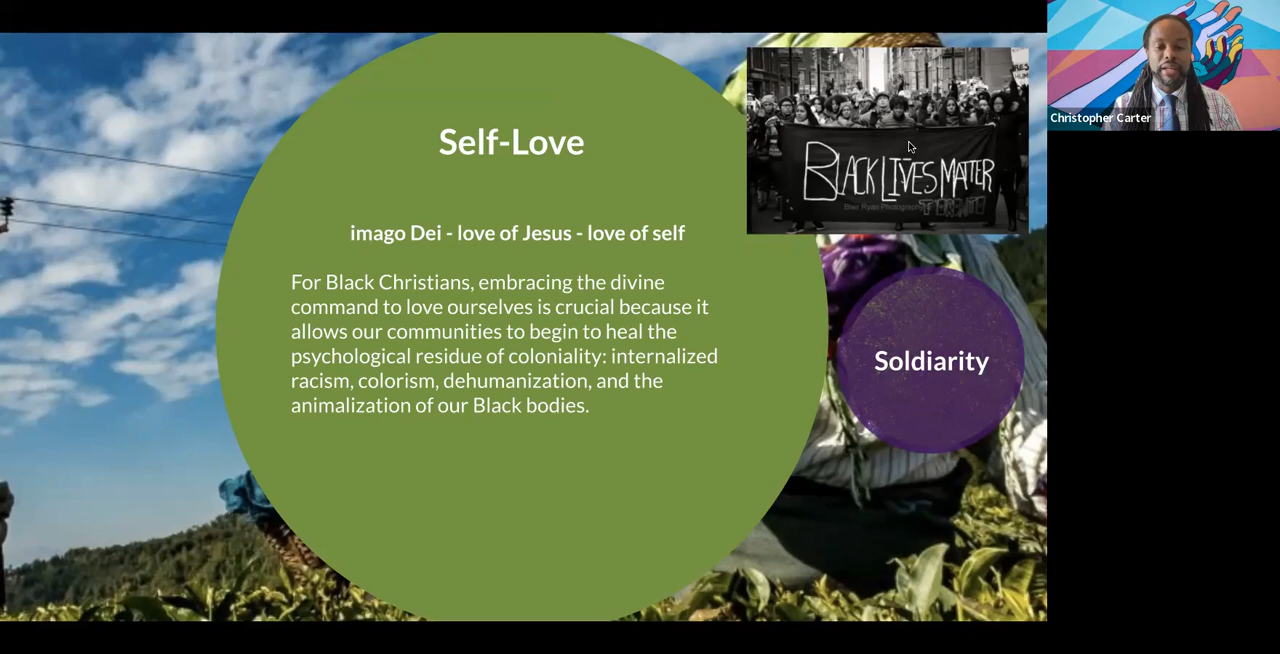 Self-Love
imago Dei - love of Jesus - love of self
For Black Christians, embracing the divine
command to love ourselves is crucial because it
allows our communities to begin to heal the
psychological residue of coloniality: internalized
racism, colorism, dehumanization, and the
animalization of our Black bodies.
BLACK LIVES MATTER
TORONTO
Soldiarity
Christopher Carter